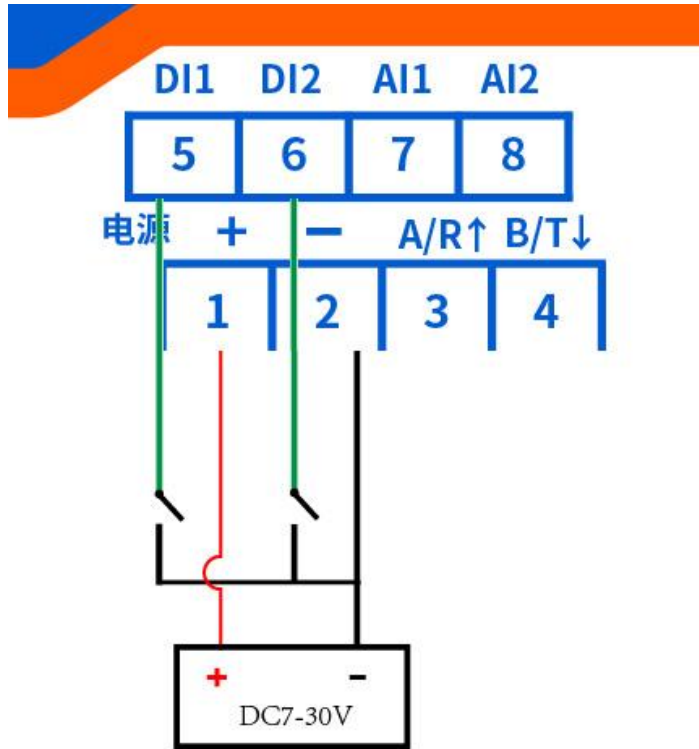 DI1 DI2 AI1 AI2
5 6 7 8
电源 + − A/R↑ B/T↓
1 2 3 4
+ -
DC7-30V